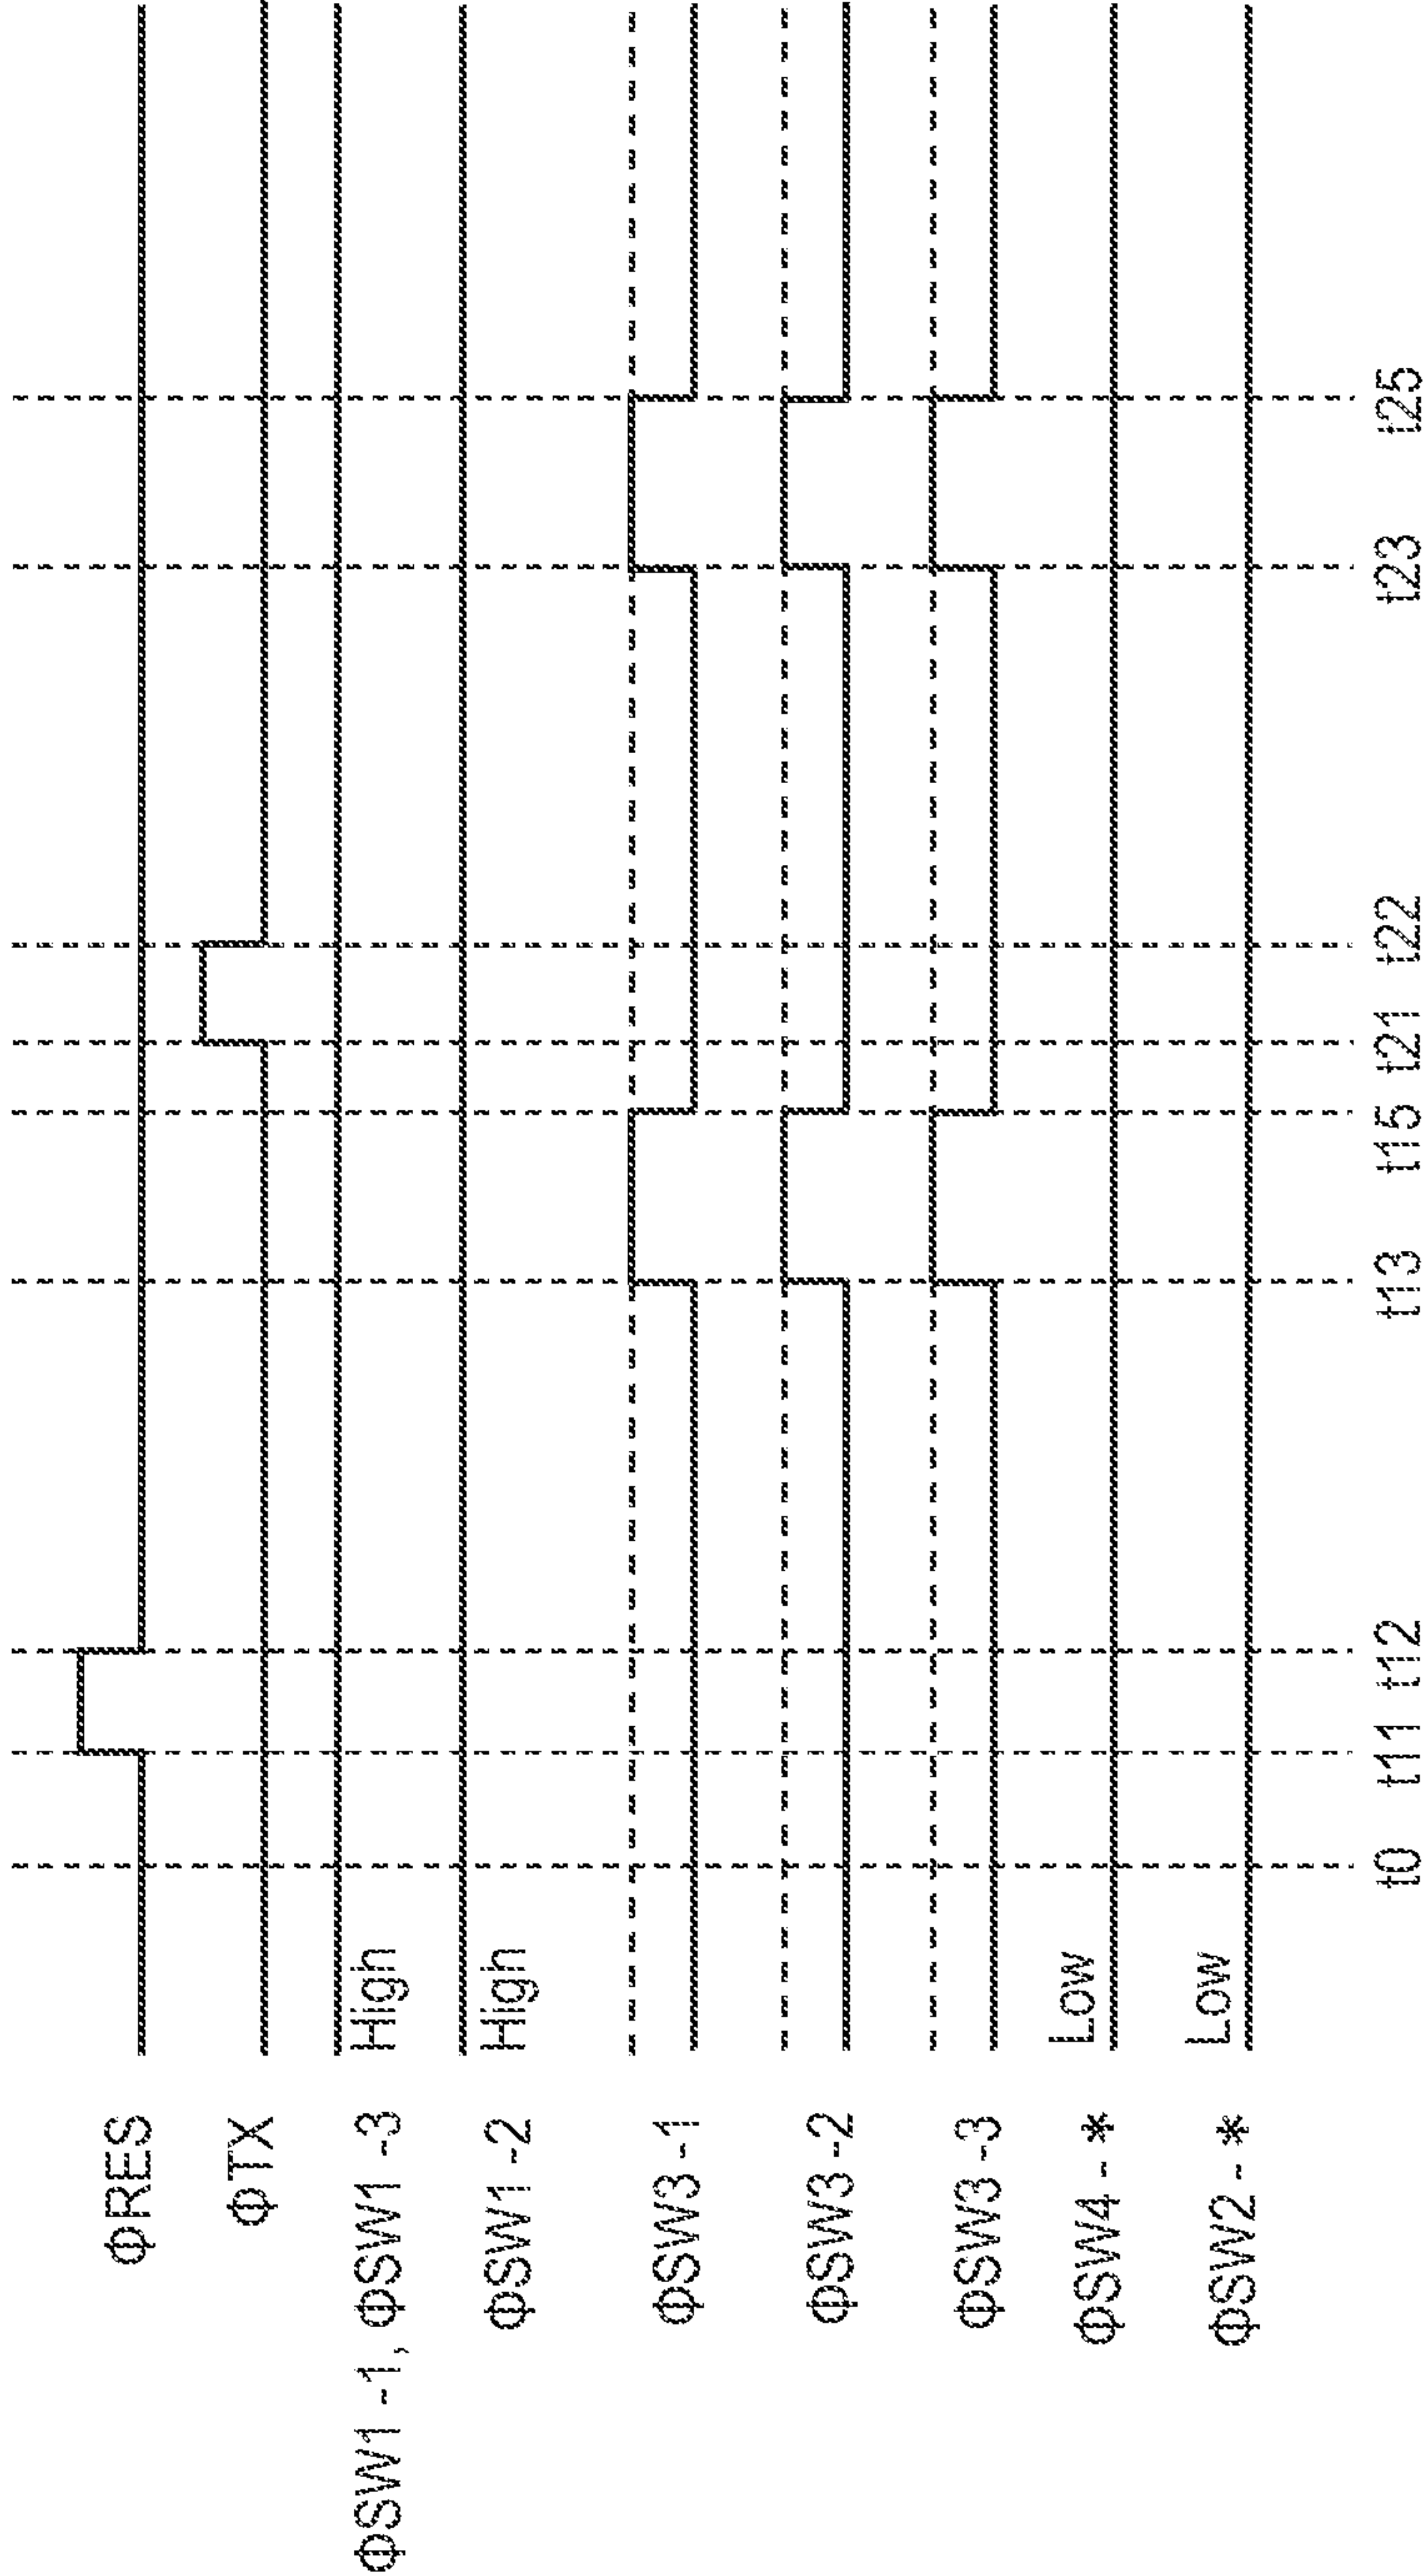 ΦRES
ΦTX
ΦSW1 -1, ΦSW1 -3 High
ΦSW1 -2 High
ΦSW3 -1
ΦSW3 -2
ΦSW3 -3
ΦSW4 - * Low
ΦSW2 - * Low
t0 t11 t12 t13 t15 t21 t22 t23 t25